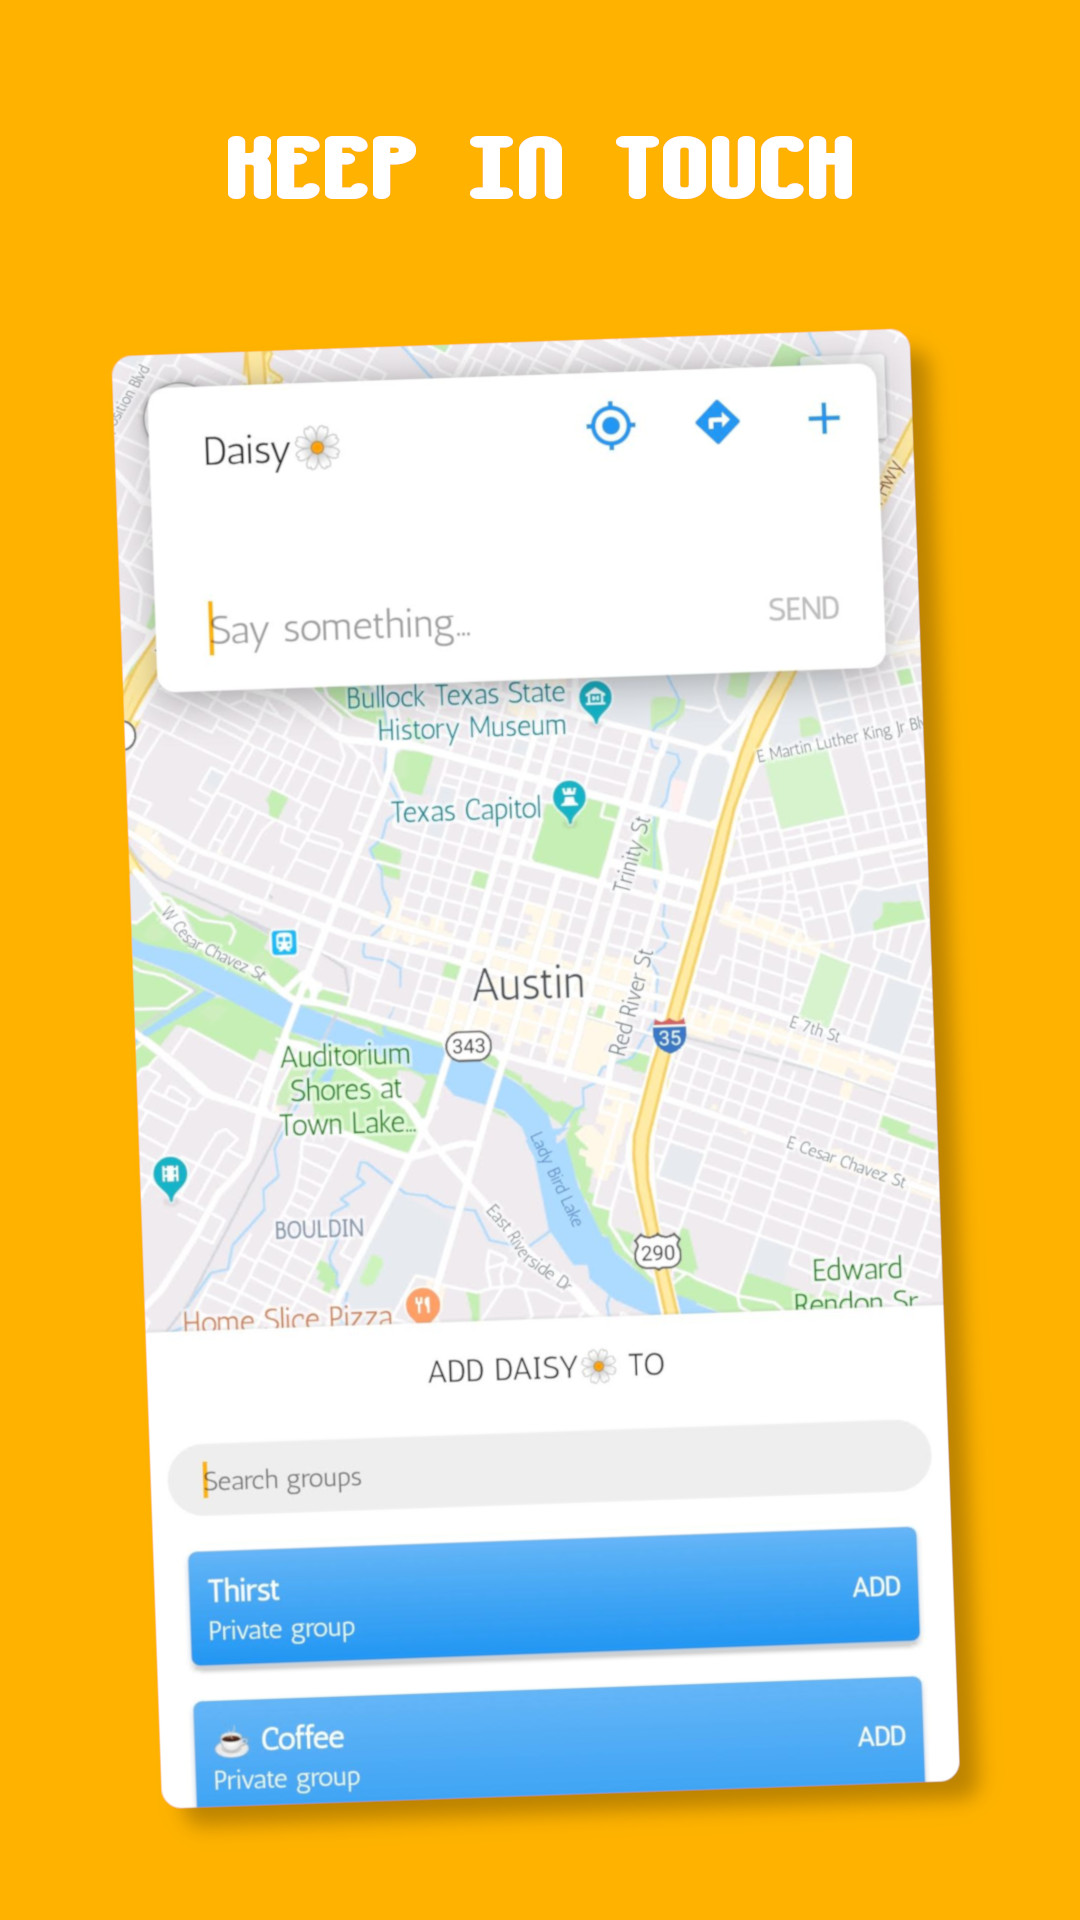 KEEP IN TOUCH
Daisy🌼
Say something...
SEND
Bullock Texas State
History Museum
E Martin Luther King Jr
Texas Capitol
Trinity St
W Cesar Chavez St
Austin
Red River St
E 7th St
35
343
Auditorium
Shores at
Town Lake...
Lady Bird Lake
E Cesar Chavez St
BOULDIN
East Riverside Dr
290
Edward
Rendon Sr
Home Slice Pizza
ADD DAISY🌼 TO
Search groups
Thirst
ADD
Private group
☕ Coffee
ADD
Private group